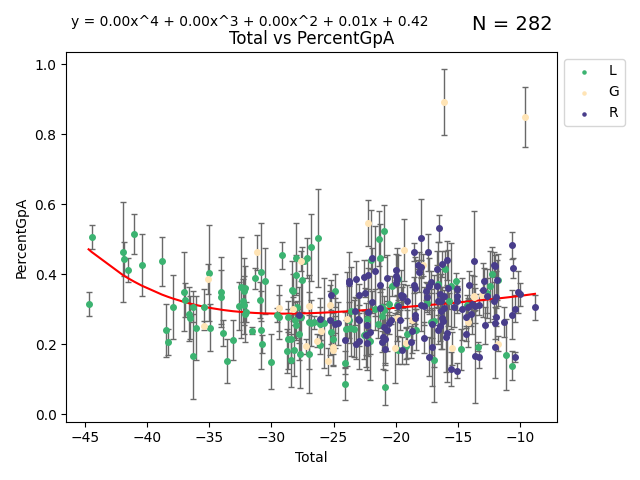 y = 0.00x^4 + 0.00x^3 + 0.00x^2 + 0.01x + 0.42
N = 282
Total vs PercentGpA
1.0
0.8
0.6
0.4
0.2
0.0
PercentGpA
−45
−40
−35
−30
−25
−20
−15
−10
Total
L
G
R